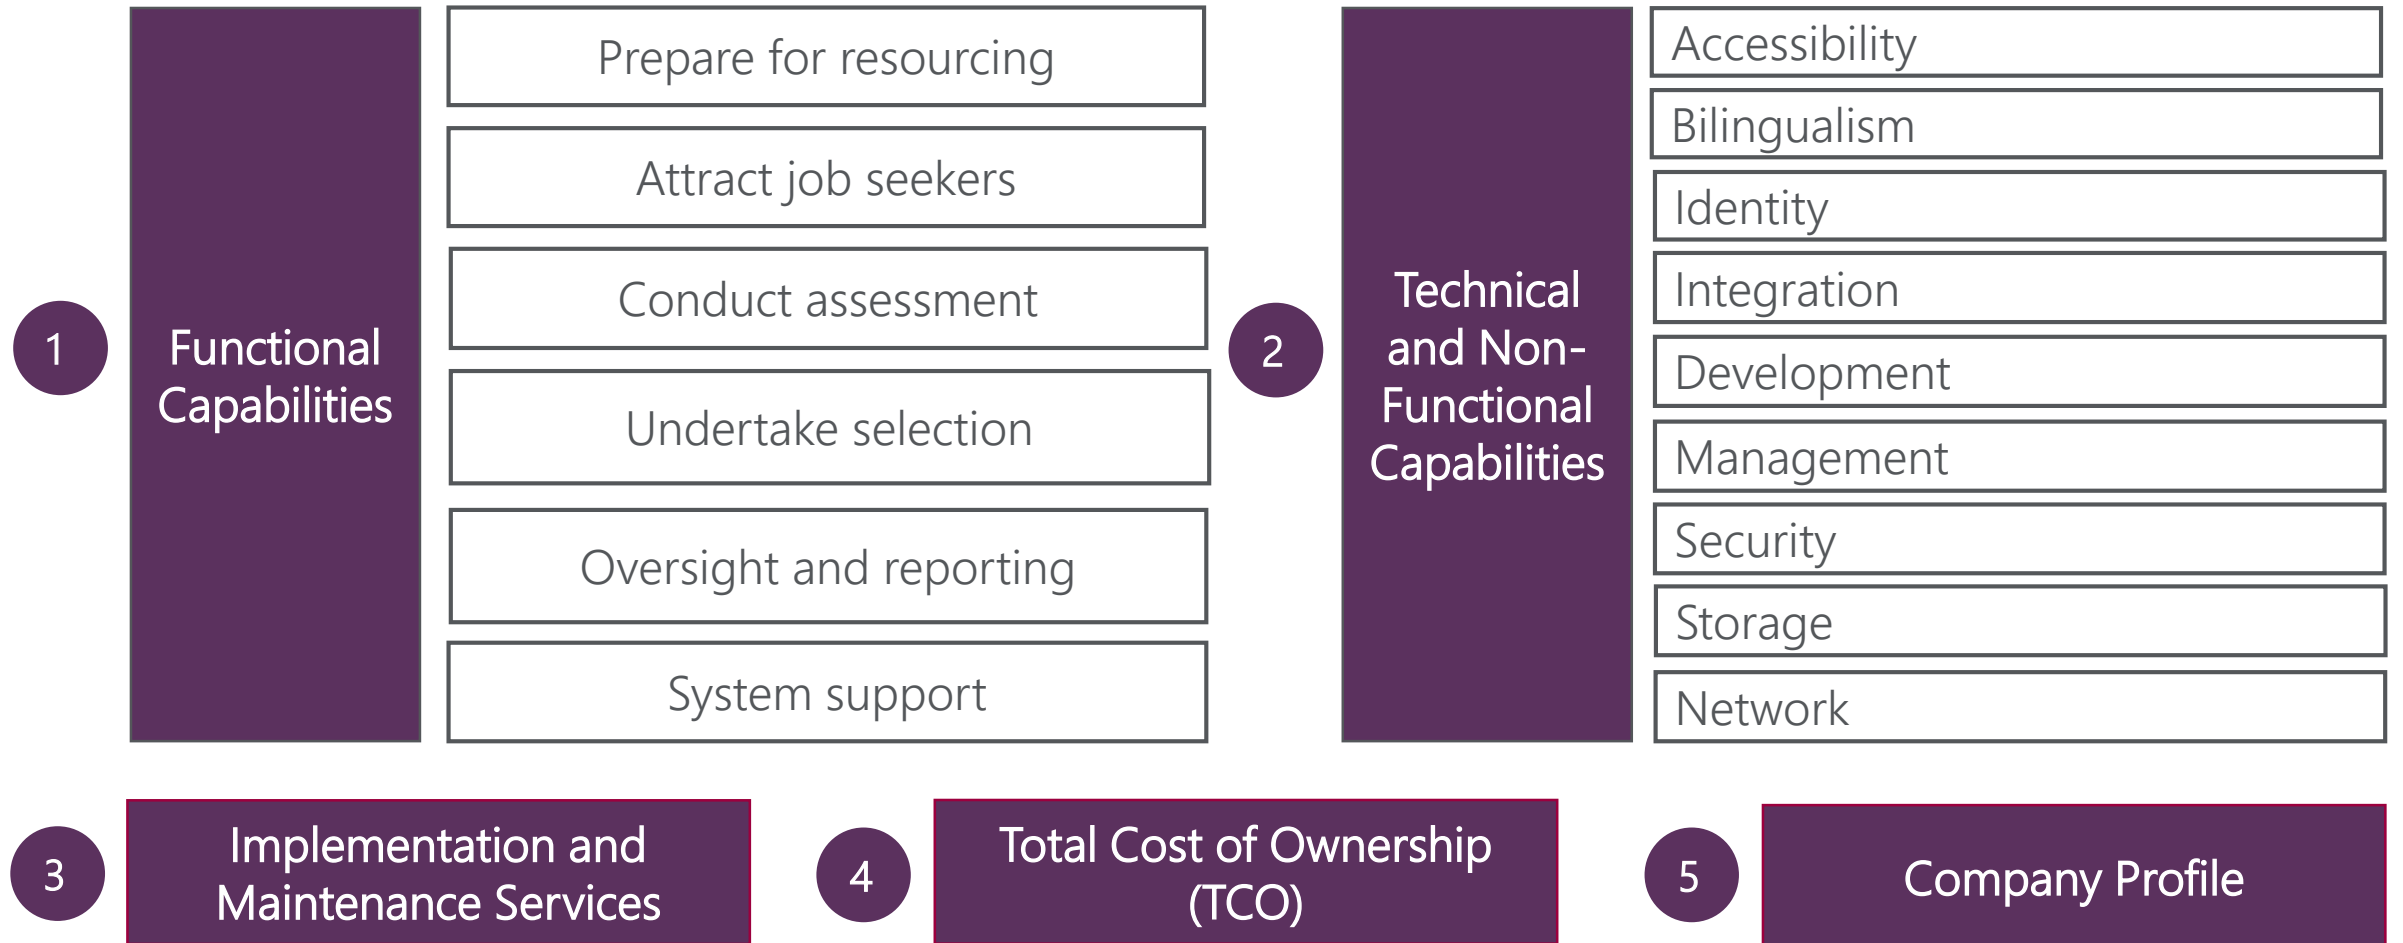 1
Functional
Capabilities
Prepare for resourcing
Attract job seekers
Conduct assessment
Undertake selection
Oversight and reporting
System support
2
Technical
and Non-
Functional
Capabilities
Accessibility
Bilingualism
Identity
Integration
Development
Management
Security
Storage
Network
3
Implementation and
Maintenance Services
4
Total Cost of Ownership
(TCO)
5
Company Profile